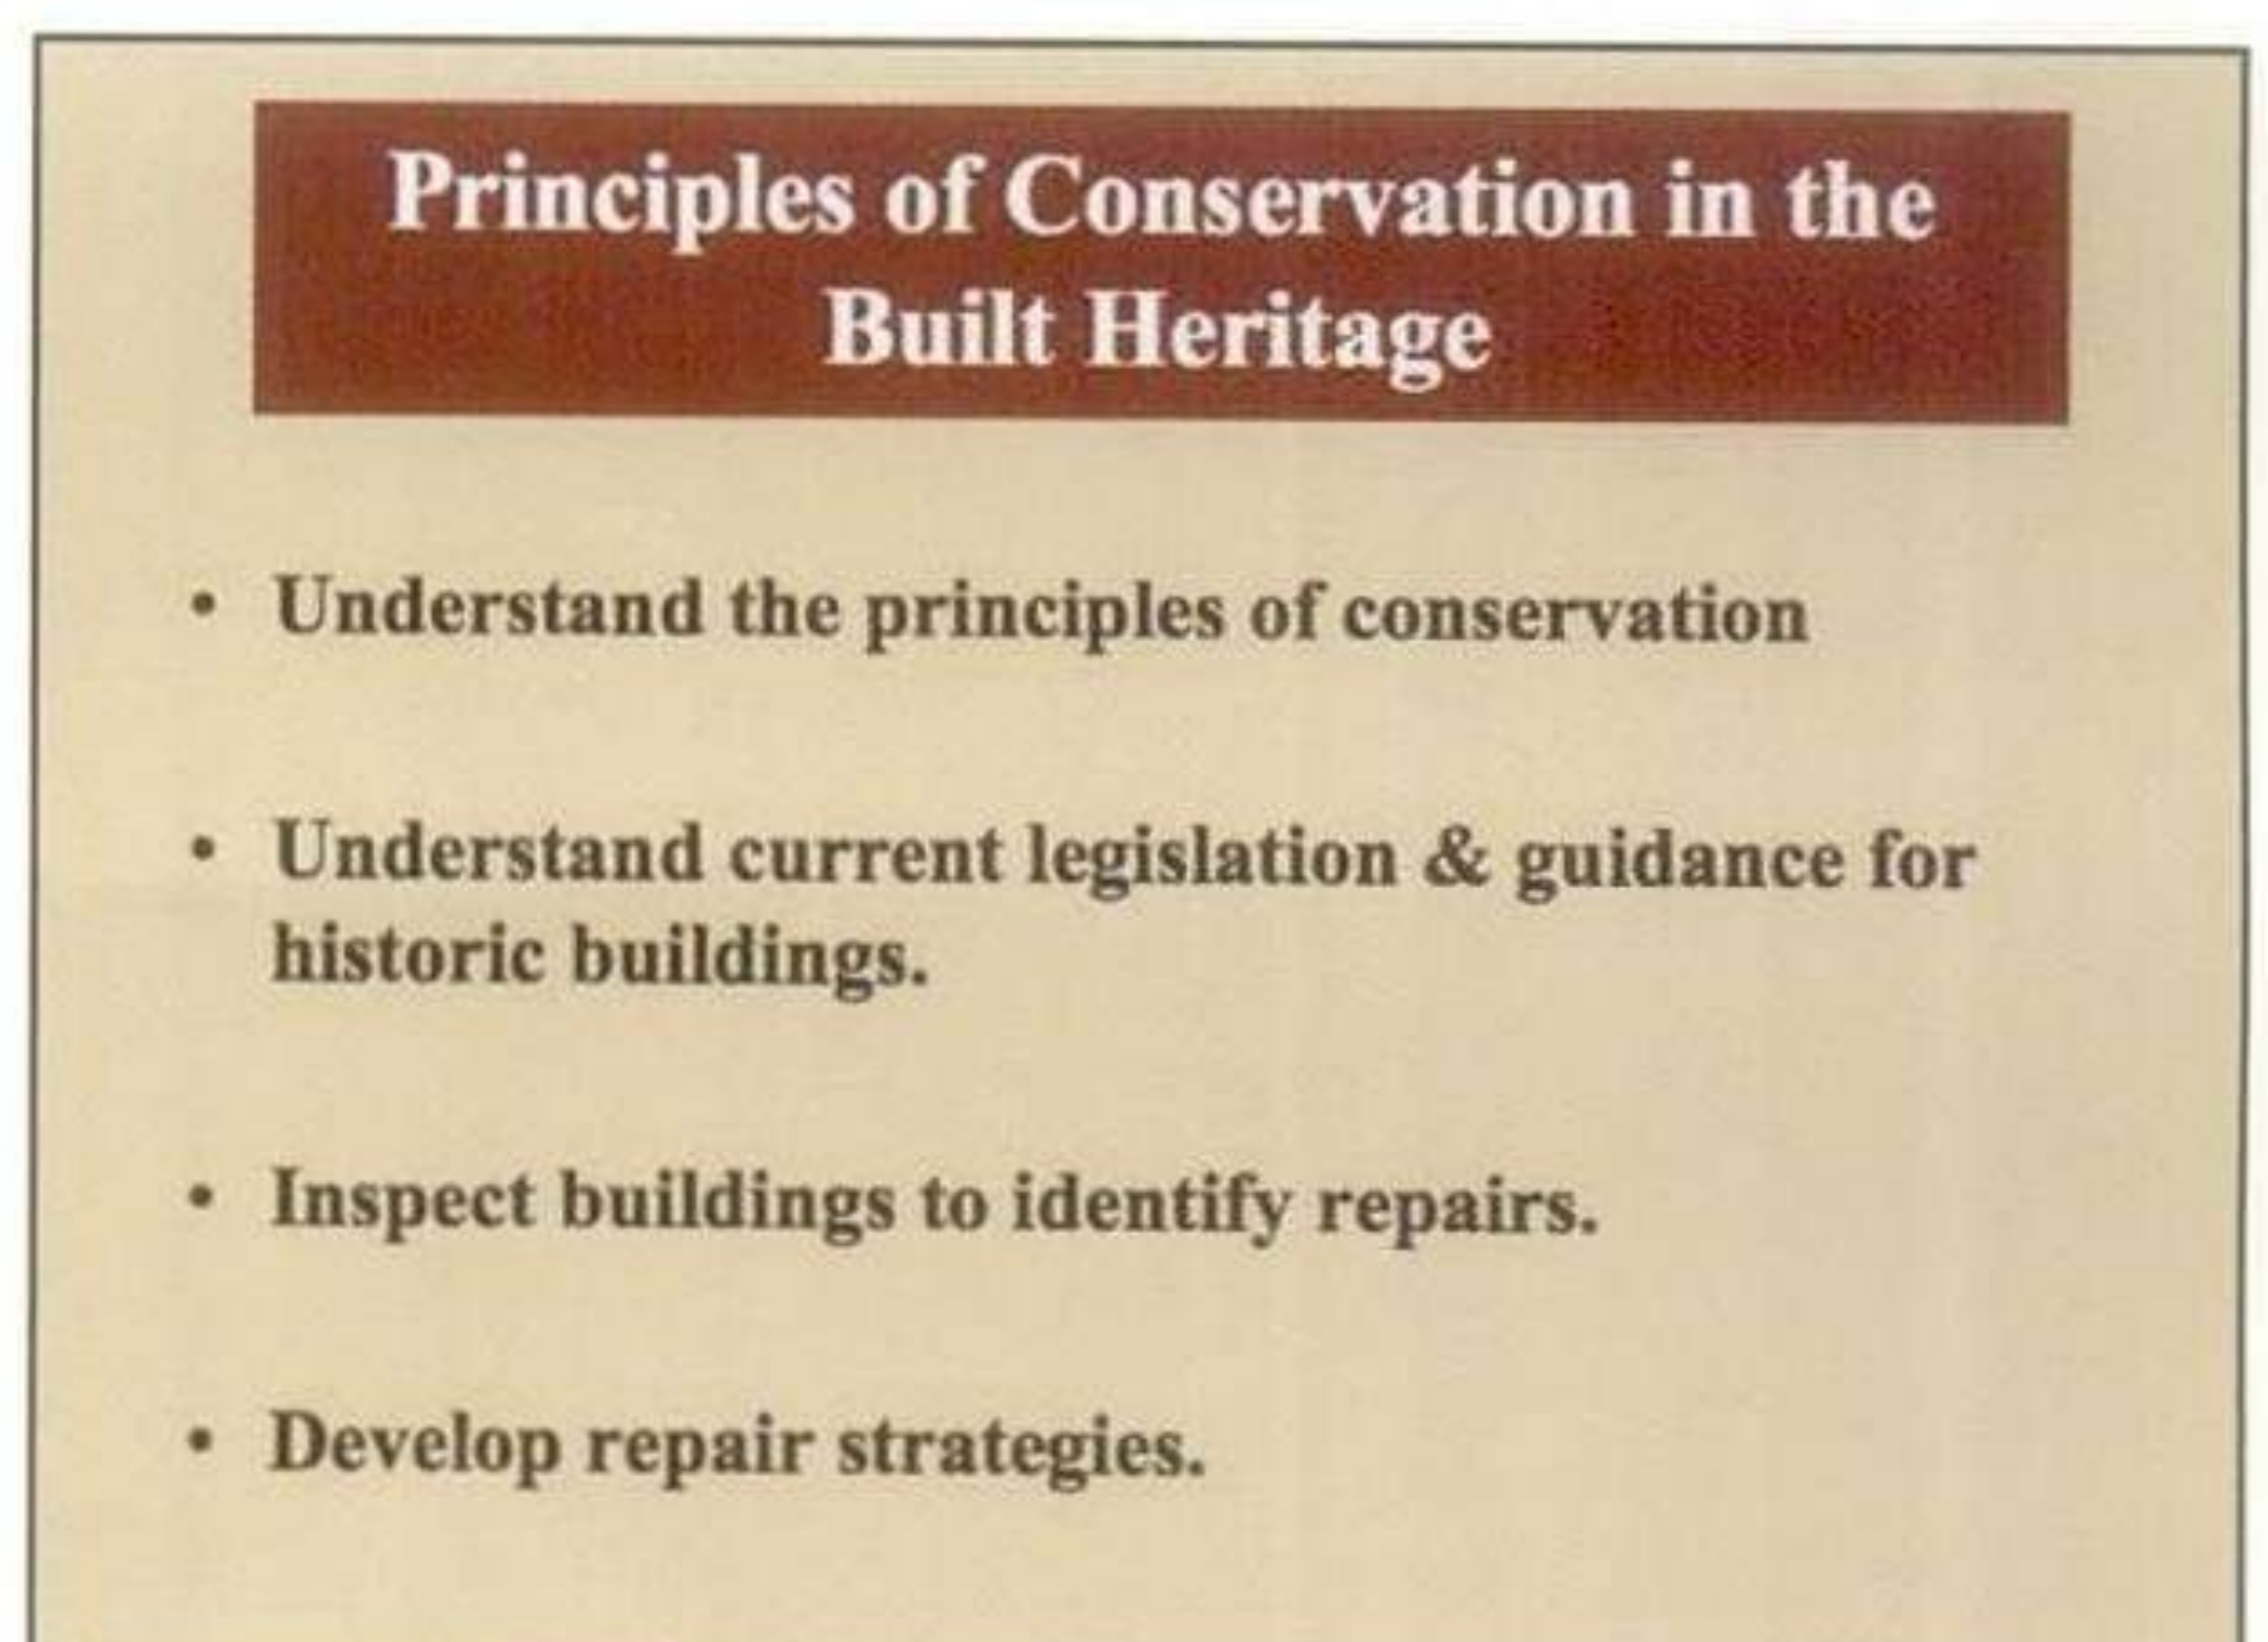 Principles of Conservation in the
Built Heritage
• Understand the principles of conservation
• Understand current legislation & guidance for
historic buildings.
• Inspect buildings to identify repairs.
• Develop repair strategies.